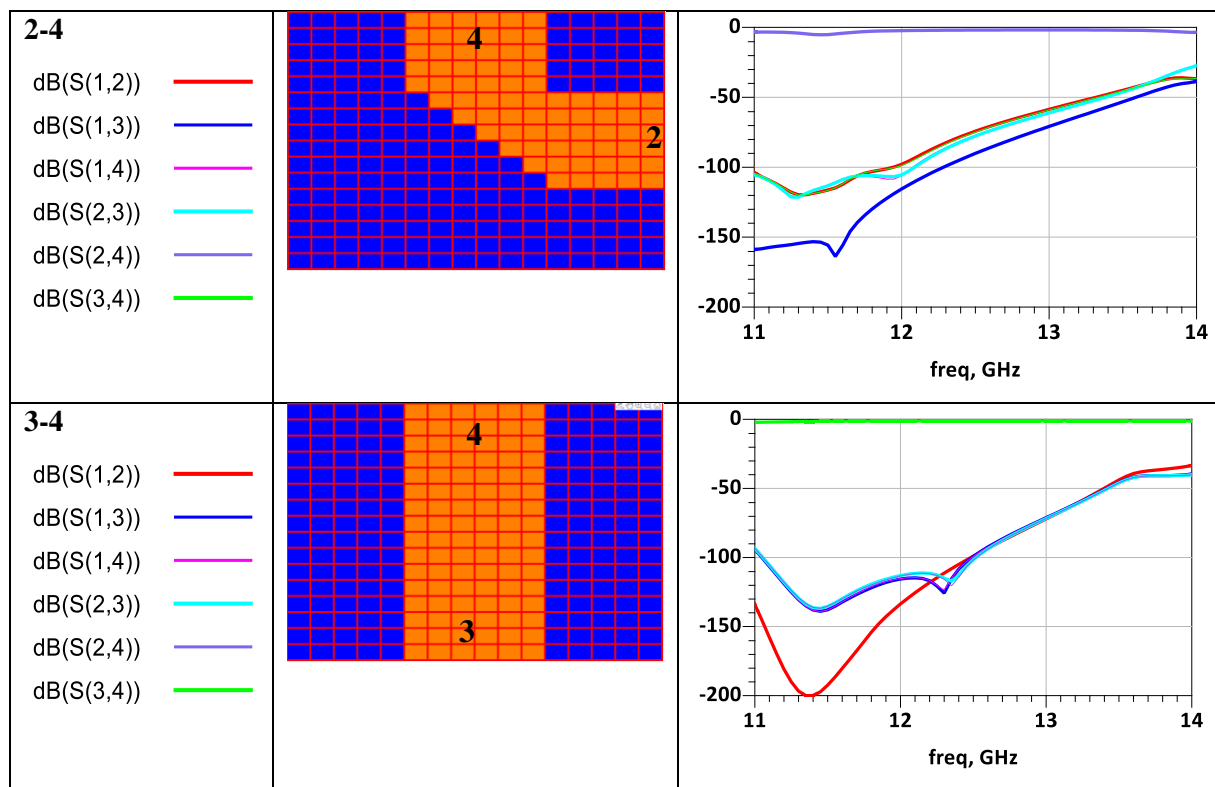 2-4
dB(S(1,2))
dB(S(1,3))
dB(S(1,4))
dB(S(2,3))
dB(S(2,4))
dB(S(3,4))
4
2
0
-50
-100
-150
-200
11 12 13 14
freq, GHz
3-4
dB(S(1,2))
dB(S(1,3))
dB(S(1,4))
dB(S(2,3))
dB(S(2,4))
dB(S(3,4))
4
3
0
-50
-100
-150
-200
11 12 13 14
freq, GHz